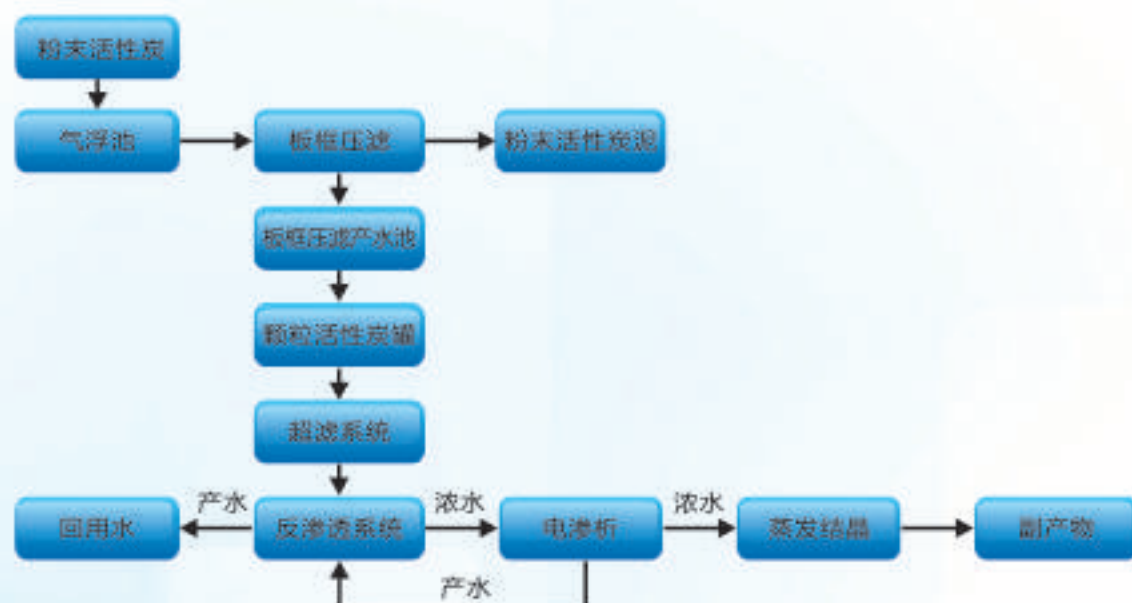 粉末活性炭
气浮池
板框压滤
粉末活性炭泥
板框压滤产水池
颗粒活性炭罐
超滤系统
回用水
产水
反渗透系统
浓水
电渗析
浓水
蒸发结晶
副产物
产水